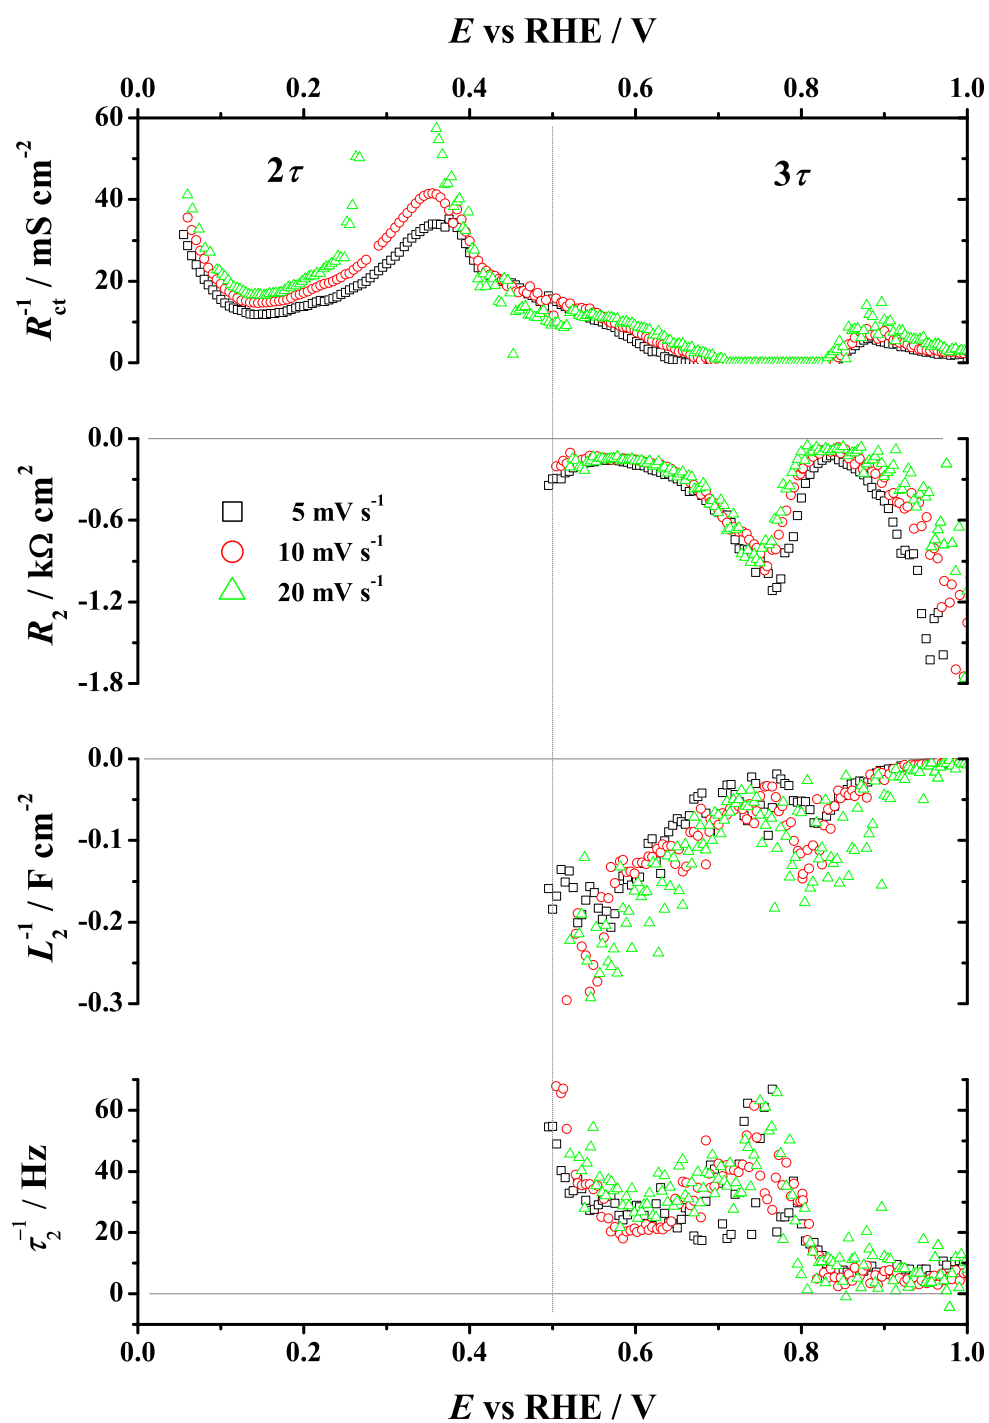 E vs RHE / V
0.0 0.2 0.4 0.6 0.8 1.0
60
40
20
0
R_ct^-1 / mS cm^-2
2τ
3τ
0.0
-0.6
-1.2
-1.8
R_2 / kΩ cm^2
5 mV s^-1
10 mV s^-1
20 mV s^-1
0.0
-0.1
-0.2
-0.3
L_2^-1 / F cm^-2
60
40
20
0
τ_2^-1 / Hz
0.0 0.2 0.4 0.6 0.8 1.0
E vs RHE / V